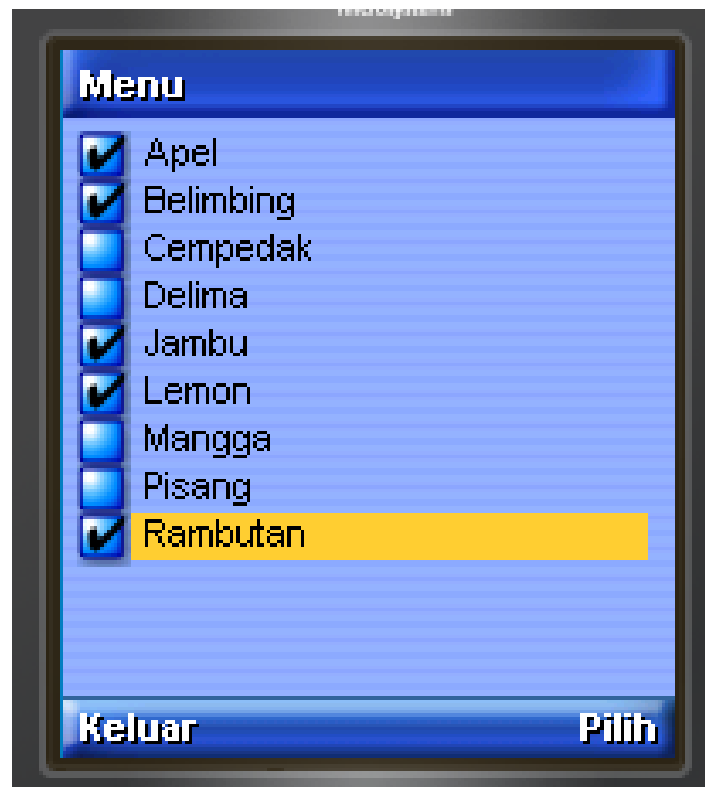 Menu
Apel
Belimbing
Cempedak
Delima
Jambu
Lemon
Mangga
Pisang
Rambutan
Keluar Pilih